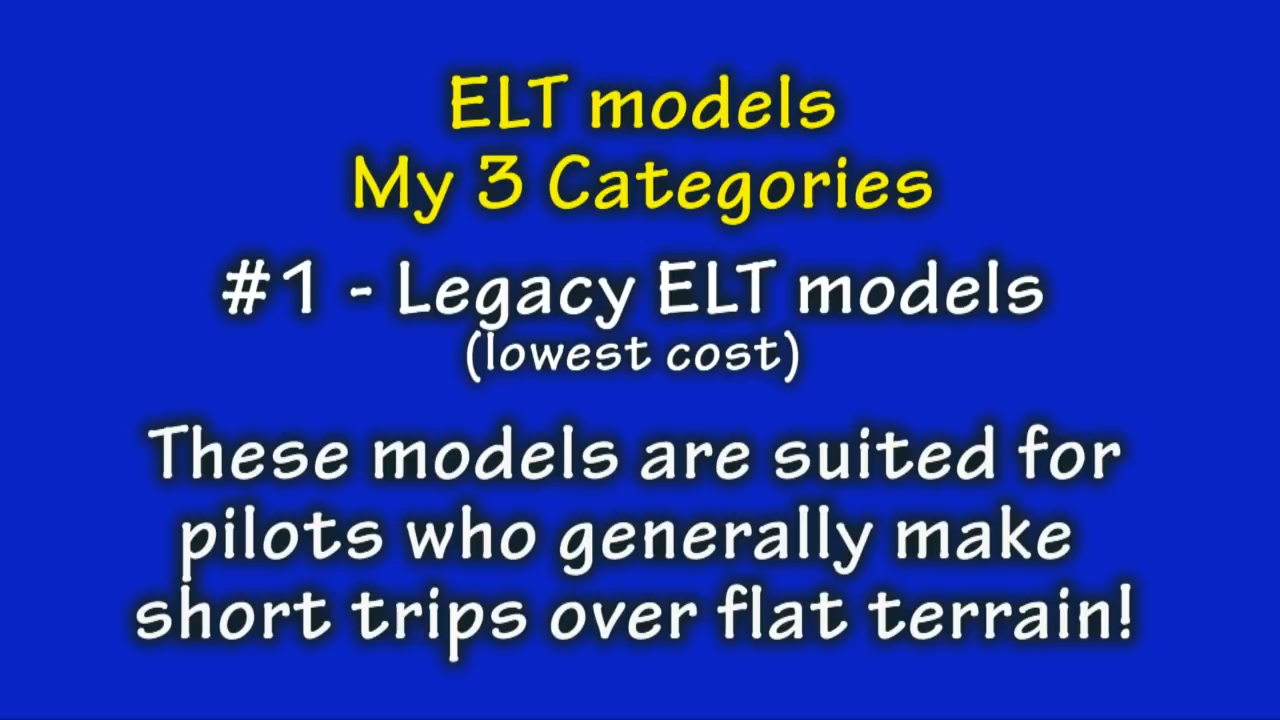 ELT models
My 3 Categories
#1 - Legacy ELT models
(lowest cost)
These models are suited for
pilots who generally make
short trips over flat terrain!